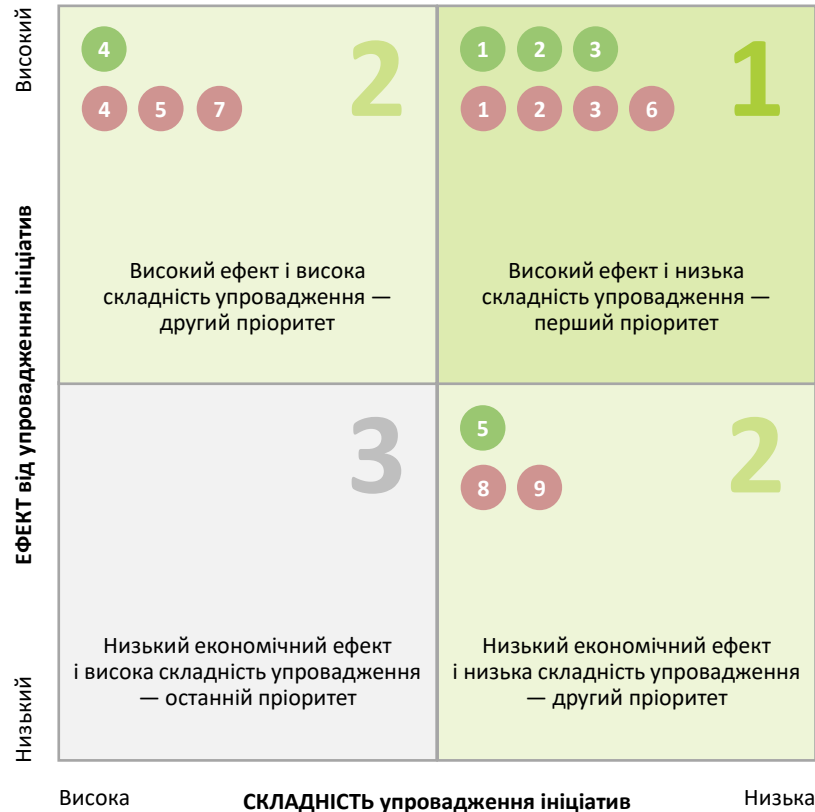 Високий
ЕФЕКТ від упровадження ініціатив
Низький
4
4 5 7
2
Високий ефект і висока
складність упровадження —
другий пріоритет
1 2 3
1 2 3 6
1
Високий ефект і низька
складність упровадження —
перший пріоритет
3
Низький економічний ефект
і висока складність упровадження
— останній пріоритет
5
8 9
2
Низький економічний ефект
і низька складність упровадження
— другий пріоритет
Висока
СКЛАДНІСТЬ упровадження ініціатив
Низька